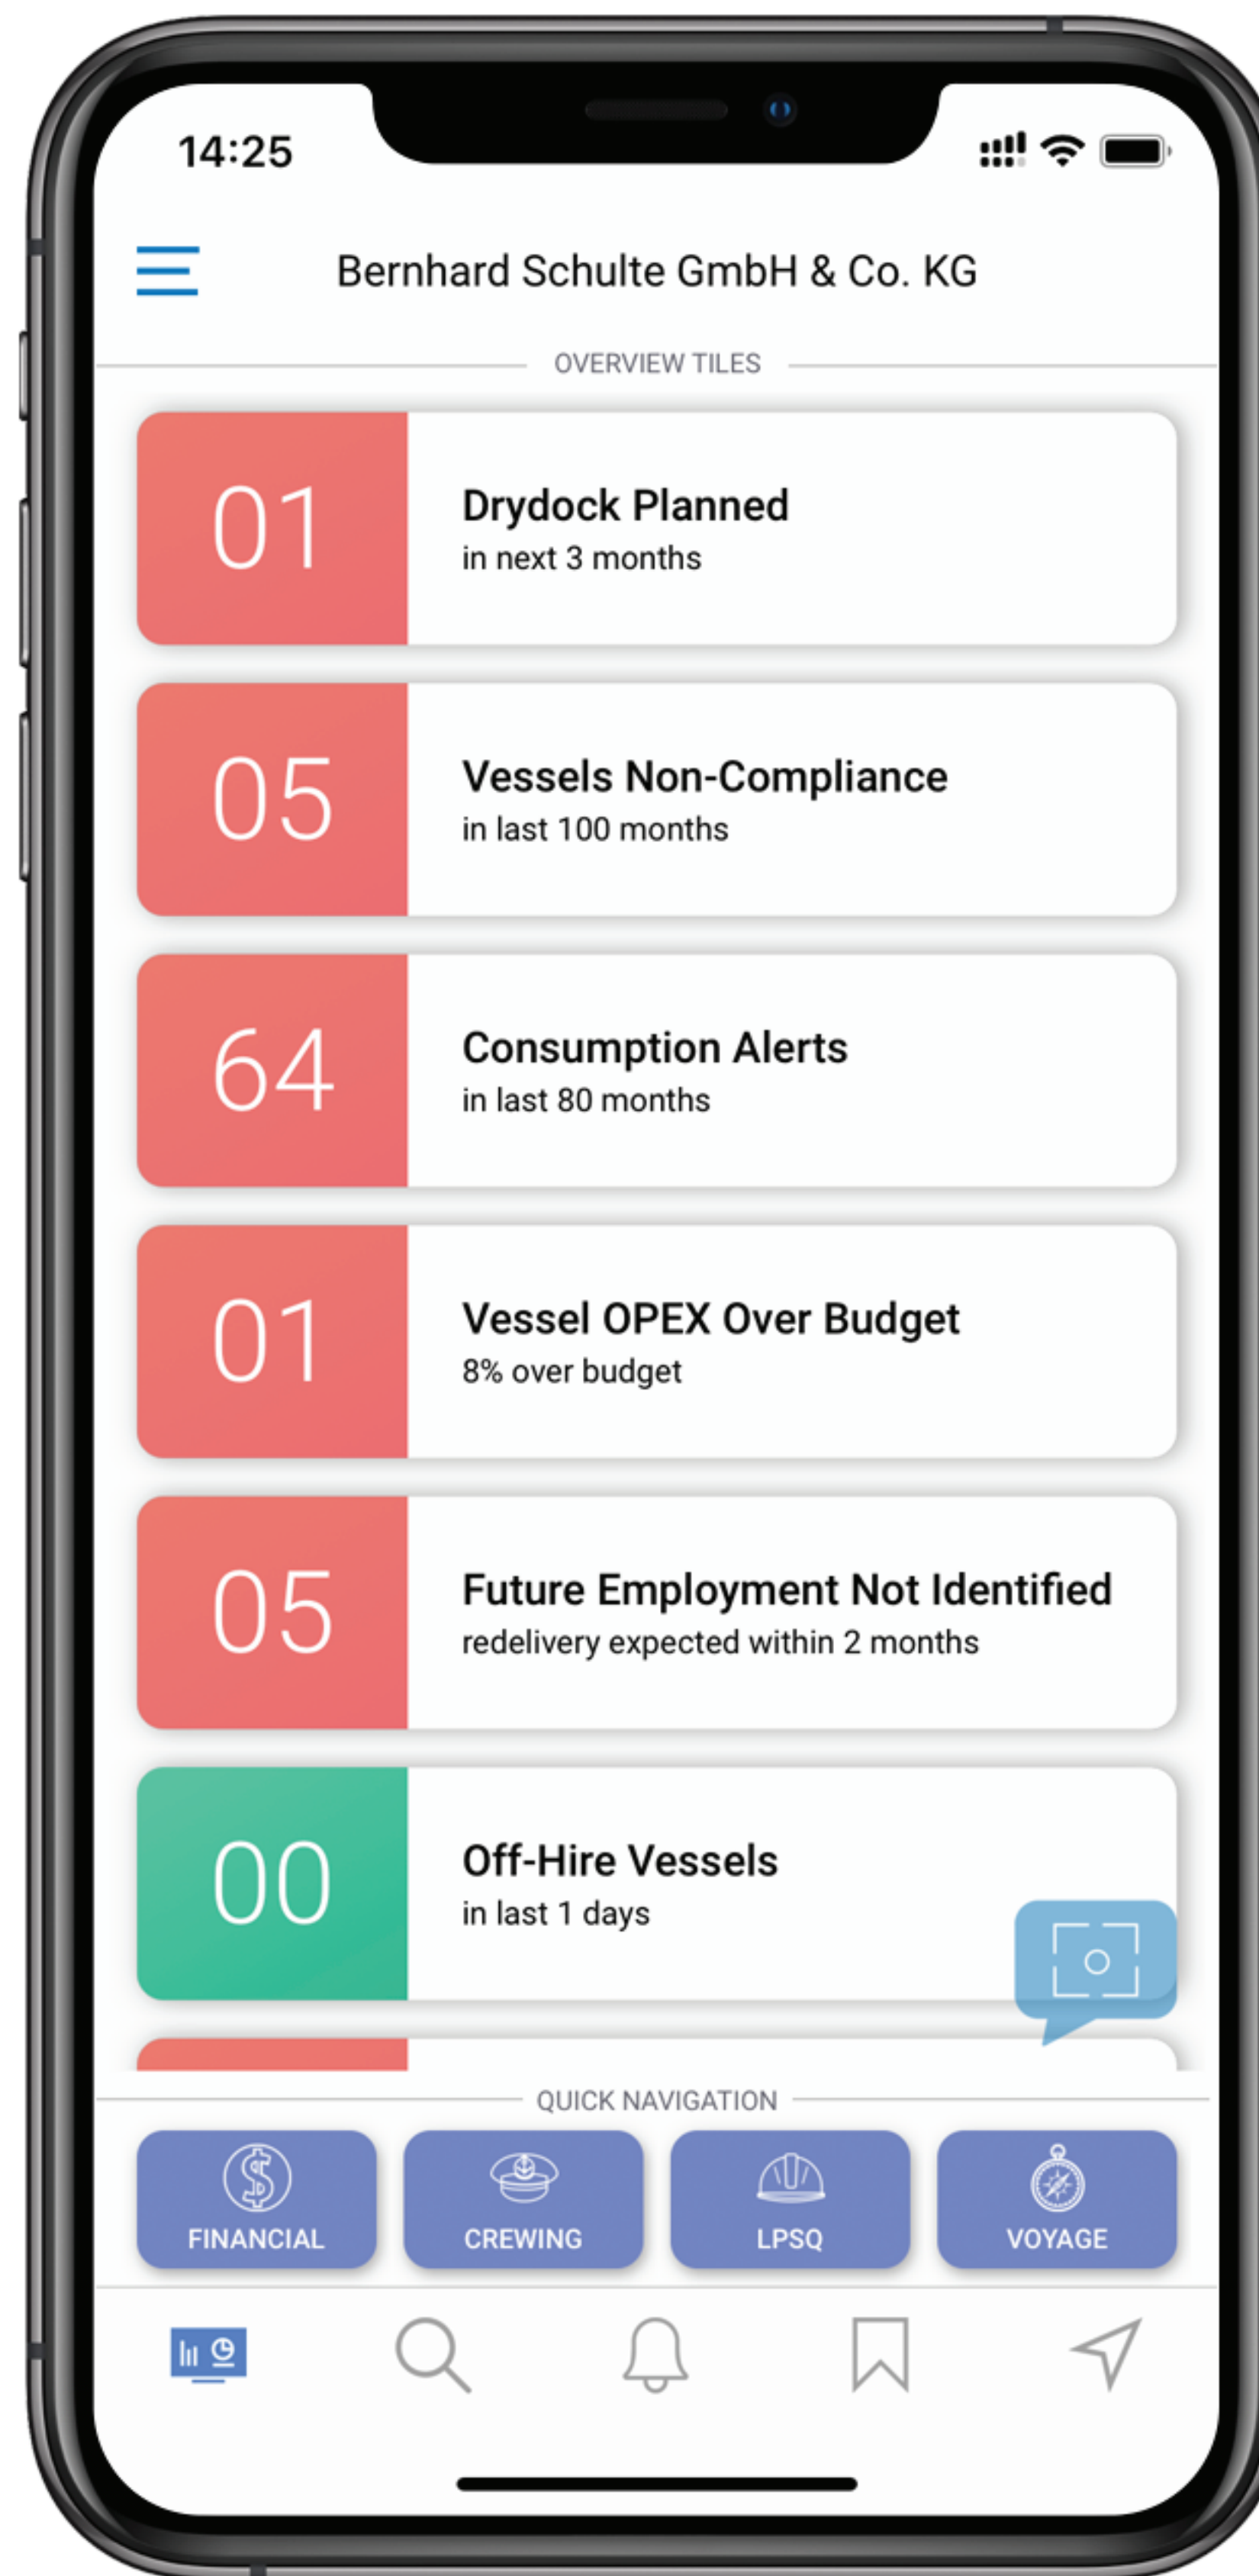 14:25
Bernhard Schulte GmbH & Co. KG
OVERVIEW TILES
01
Drydock Planned
in next 3 months
05
Vessels Non-Compliance
in last 100 months
64
Consumption Alerts
in last 80 months
01
Vessel OPEX Over Budget
8% over budget
05
Future Employment Not Identified
redelivery expected within 2 months
00
Off-Hire Vessels
in last 1 days
QUICK NAVIGATION
FINANCIAL
CREWING
LPSQ
VOYAGE